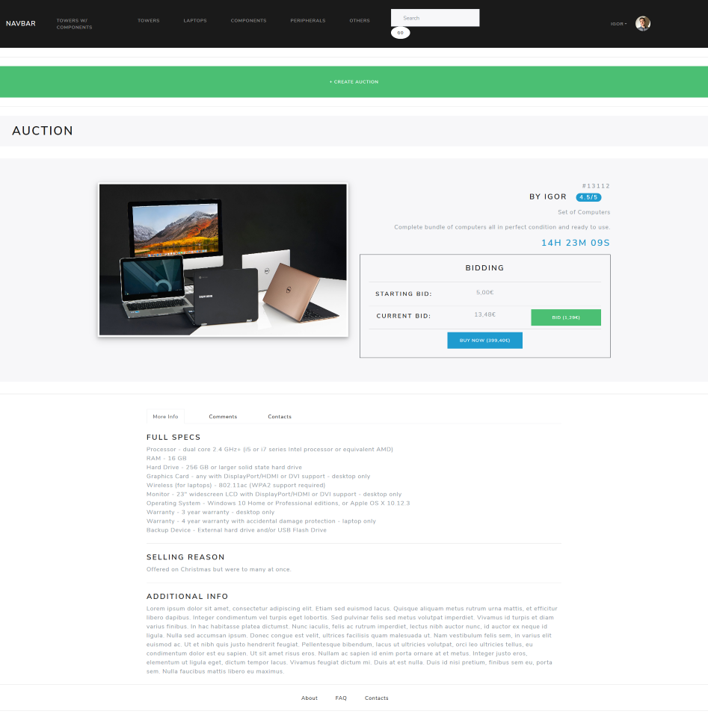 NAVBAR
TOWERS W/
COMPONENTS
TOWERS
LAPTOPS
COMPONENTS
PERIPHERALS
OTHERS
Search
GO
IGOR
+ CREATE AUCTION
AUCTION
#13112
BY IGOR 4.5/5
Set of Computers
Complete bundle of computers all in perfect condition and ready to use.
14H 23M 09S
BIDDING
STARTING BID: 5,00€
CURRENT BID: 13,48€
BUY NOW (399,40€)
More Info Comments Contacts
FULL SPECS
Processor - dual core 2.4 GHz+ (i5 or i7 series Intel processor or equivalent AMD)
RAM - 16 GB
Hard Drive - 256 GB or larger solid state hard drive
Graphics Card - any with DisplayPort/HDMI or DVI support - desktop only
Wireless (for laptops) - 802.11ac (WPA2 support required)
Monitor - 23" widescreen LCD with DisplayPort/HDMI or DVI support - desktop only
Operating System - Windows 10 Home or Professional editions, or Apple OS X 10.12.3
Warranty - 3 year warranty - desktop only
Warranty - 4 year warranty with accidental damage protection - laptop only
Backup Device - External hard drive and/or USB Flash Drive
SELLING REASON
Offered on Christmas but were to many at once.
ADDITIONAL INFO
Lorem ipsum dolor sit amet, consectetur adipiscing elit. Etiam sed euismod lacus. Quisque aliquam metus rutrum urna mattis, et efficitur
libero dapibus. Integer condimentum vel turpis eget lobortis. Sed pulvinar felis sed metus volutpat imperdiet. Vivamus id turpis et diam
varius finibus. In hac habitasse platea dictumst. Nunc iaculis, felis ac rutrum imperdiet, lectus nibh auctor nunc, id auctor ex neque id
ligula. Nulla sed accumsan ipsum. Donec congue est velit, ultrices facilisis quam malesuada ut. Nam vestibulum felis sem, in varius elit
euismod ac. Ut et nibh quis justo hendrerit feugiat. Pellentesque bibendum, lacus ut ultricies volutpat, orci leo ultricies tellus, eu
condimentum dolor est eu sapien. Ut sit amet risus eros. Nullam ac sapien id enim porta ornare at et metus. Integer justo eros,
elementum ut ligula eget, dictum tempor lacus. Vivamus feugiat dictum mi. Duis at est nulla. Duis id nisi pretium, finibus sem eu, porta
sem. Nulla faucibus mattis libero eu maximus.
About FAQ Contacts